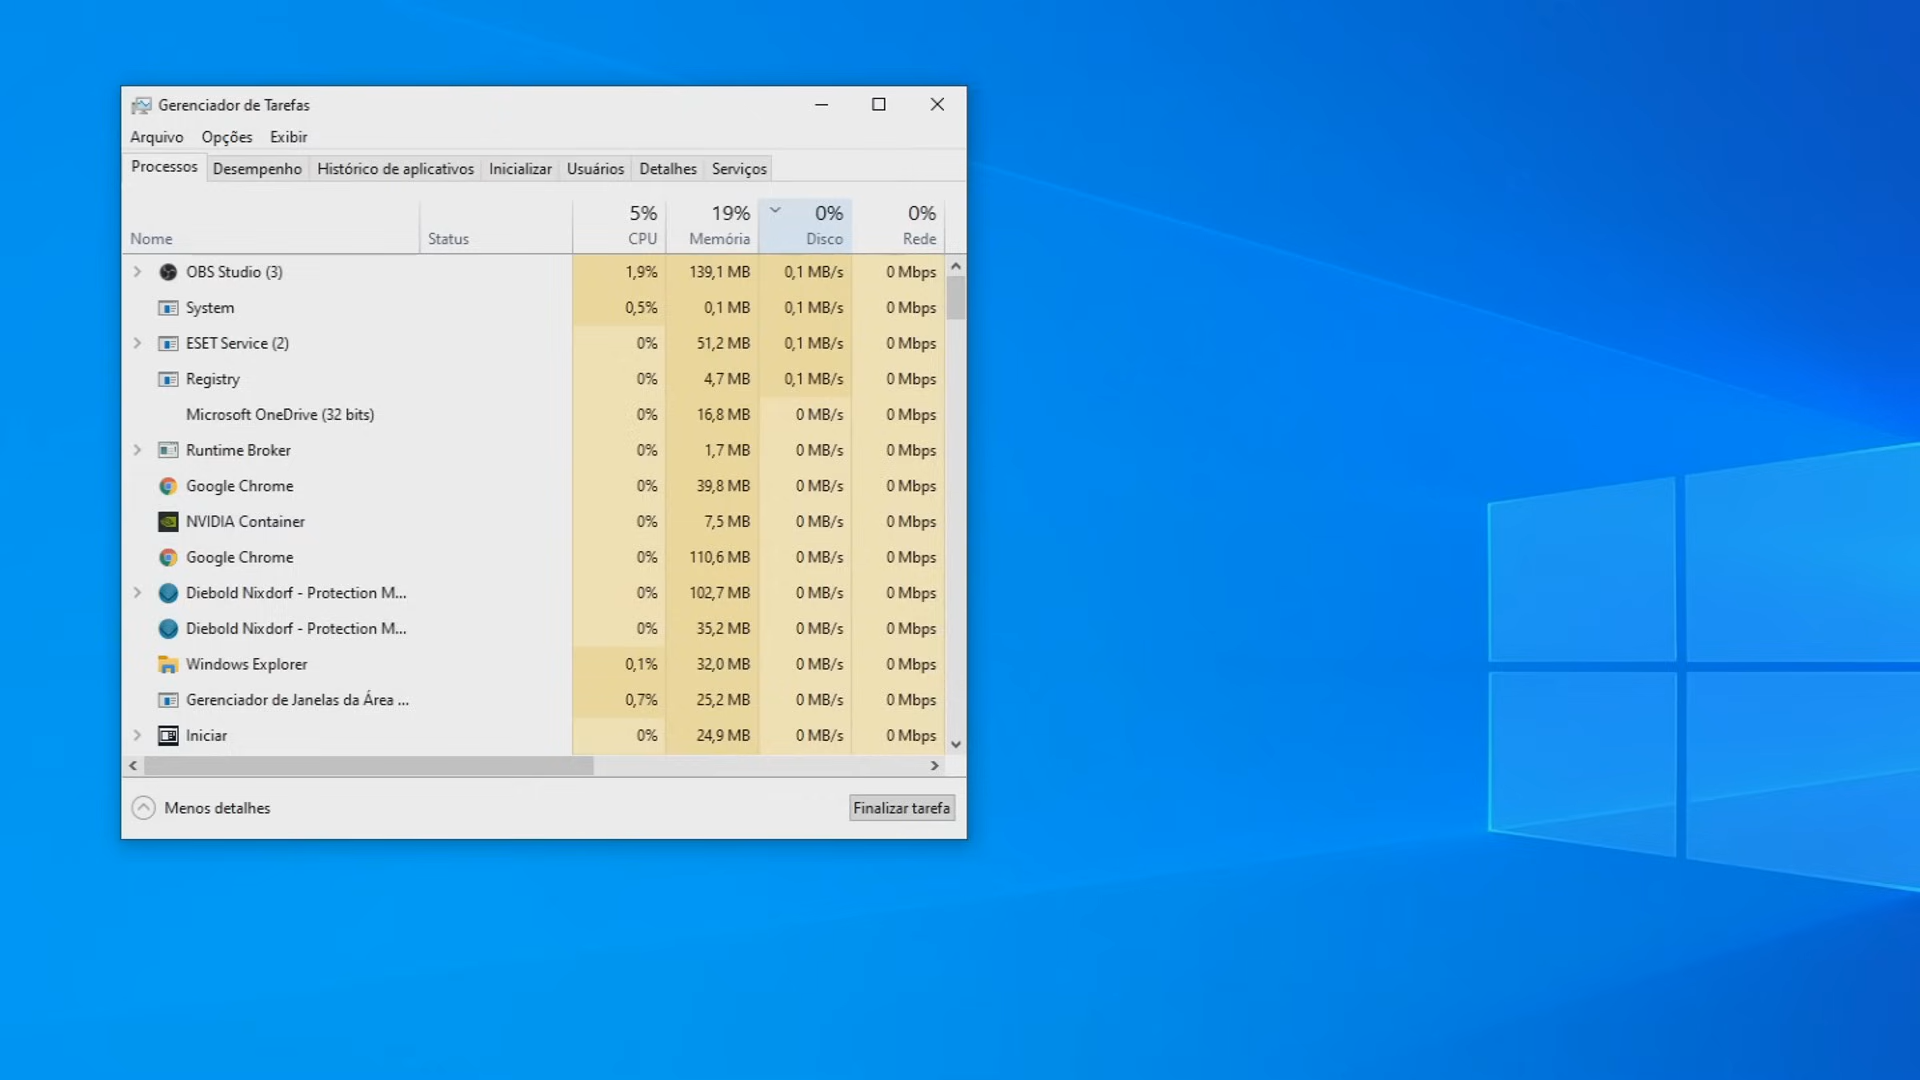 Gerenciador de Tarefas
Arquivo Opções Exibir
Processos Desempenho Histórico de aplicativos Inicializar Usuários Detalhes Serviços
5% 19% 0% 0%
Nome Status CPU Memória Disco Rede
OBS Studio (3) 1,9% 139,1 MB 0,1 MB/s 0 Mbps
System 0,5% 0,1 MB 0,1 MB/s 0 Mbps
ESET Service (2) 0% 51,2 MB 0,1 MB/s 0 Mbps
Registry 0% 4,7 MB 0,1 MB/s 0 Mbps
Microsoft OneDrive (32 bits) 0% 16,8 MB 0 MB/s 0 Mbps
Runtime Broker 0% 1,7 MB 0 MB/s 0 Mbps
Google Chrome 0% 39,8 MB 0 MB/s 0 Mbps
NVIDIA Container 0% 7,5 MB 0 MB/s 0 Mbps
Google Chrome 0% 110,6 MB 0 MB/s 0 Mbps
Diebold Nixdorf - Protection M... 0% 102,7 MB 0 MB/s 0 Mbps
Diebold Nixdorf - Protection M... 0% 35,2 MB 0 MB/s 0 Mbps
Windows Explorer 0,1% 32,0 MB 0 MB/s 0 Mbps
Gerenciador de Janelas da Área ... 0,7% 25,2 MB 0 MB/s 0 Mbps
Iniciar 0% 24,9 MB 0 MB/s 0 Mbps
Menos detalhes Finalizar tarefa